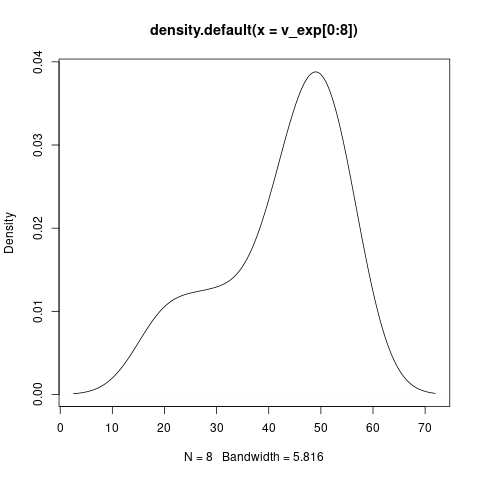 density.default(x = v_exp[0:8])
Density
0.04
0.03
0.02
0.01
0.00
0 10 20 30 40 50 60 70
N = 8 Bandwidth = 5.816